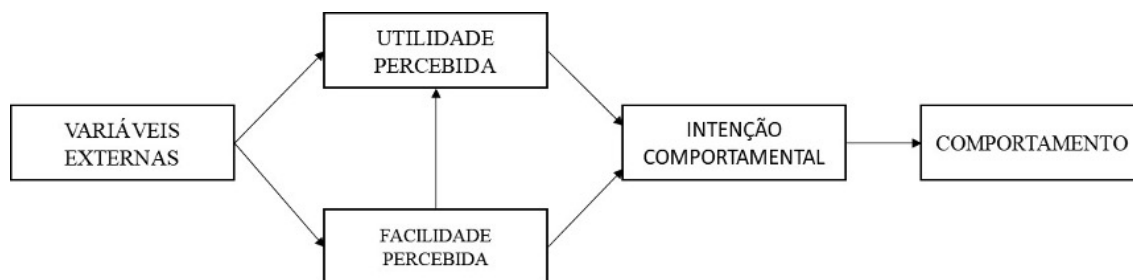 UTILIDADE
PERCEBIDA
VARIÁVEIS
EXTERNAS
INTENÇÃO
COMPORTAMENTAL
COMPORTAMENTO
FACILIDADE
PERCEBIDA